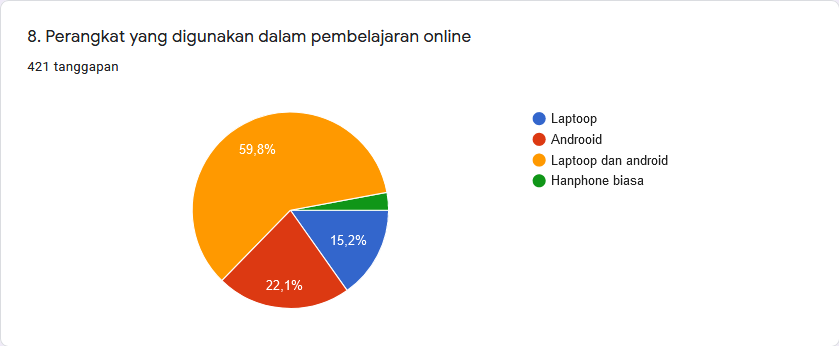 8. Perangkat yang digunakan dalam pembelajaran online
421 tanggapan
59,8%
15,2%
22,1%
Laptoop
Androoid
Laptoop dan android
Hanphone biasa